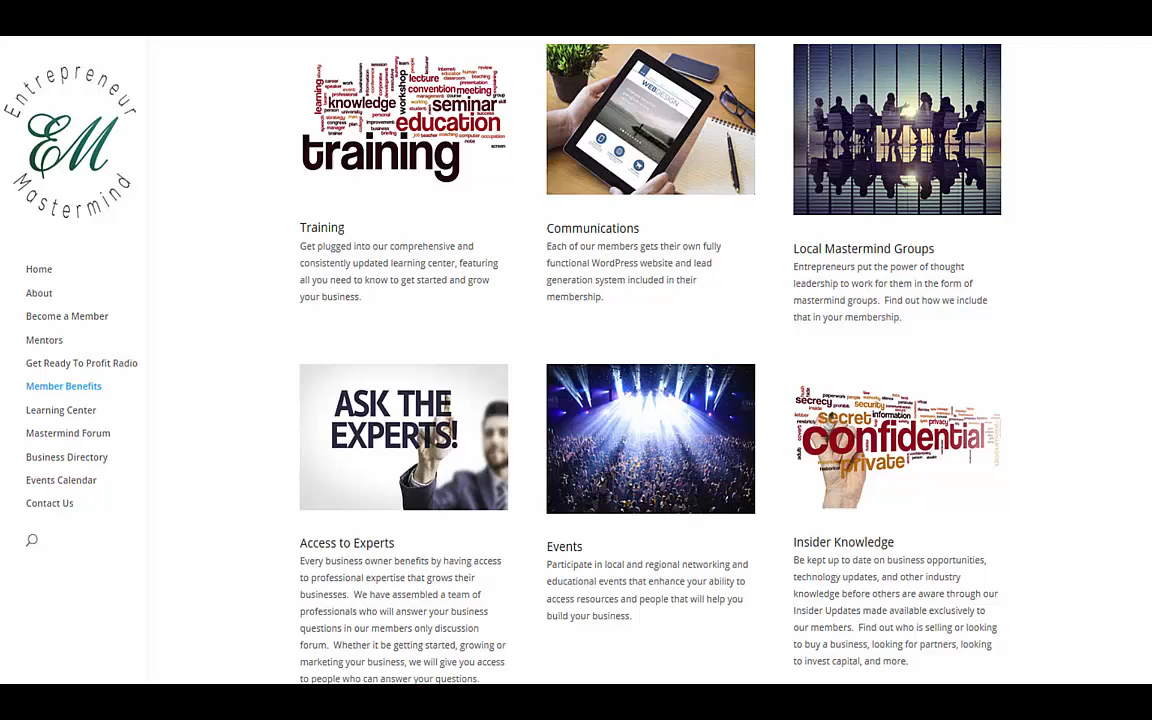 Entrepreneur
EM
Mastermind
Home
About
Become a Member
Mentors
Get Ready To Profit Radio
Member Benefits
Learning Center
Mastermind Forum
Business Directory
Events Calendar
Contact Us
learning
knowledge
workshop
lecture
convention meeting
seminar
education
training
WEBDESIGN
Training
Get plugged into our comprehensive and
consistently updated learning center, featuring
all you need to know to get started and grow
your business.
Communications
Each of our members gets their own fully
functional WordPress website and lead
generation system included in their
membership.
Local Mastermind Groups
Entrepreneurs put the power of thought
leadership to work for them in the form of
mastermind groups.  Find out how we include
that in your membership.
ASK THE
EXPERTS!
secrecy
security
secret information
privacy
confidential
private
Access to Experts
Every business owner benefits by having access
to professional expertise that grows their
businesses.  We have assembled a team of
professionals who will answer your business
questions in our members only discussion
forum.  Whether it be getting started, growing or
marketing your business, we will give you access
to people who can answer your questions.
Events
Participate in local and regional networking and
educational events that enhance your ability to
access resources and people that will help you
build your business.
Insider Knowledge
Be kept up to date on business opportunities,
technology updates, and other industry
knowledge before others are aware through our
Insider Updates made available exclusively to
our members.  Find out who is selling or looking
to buy a business, looking for partners, looking
to invest capital, and more.